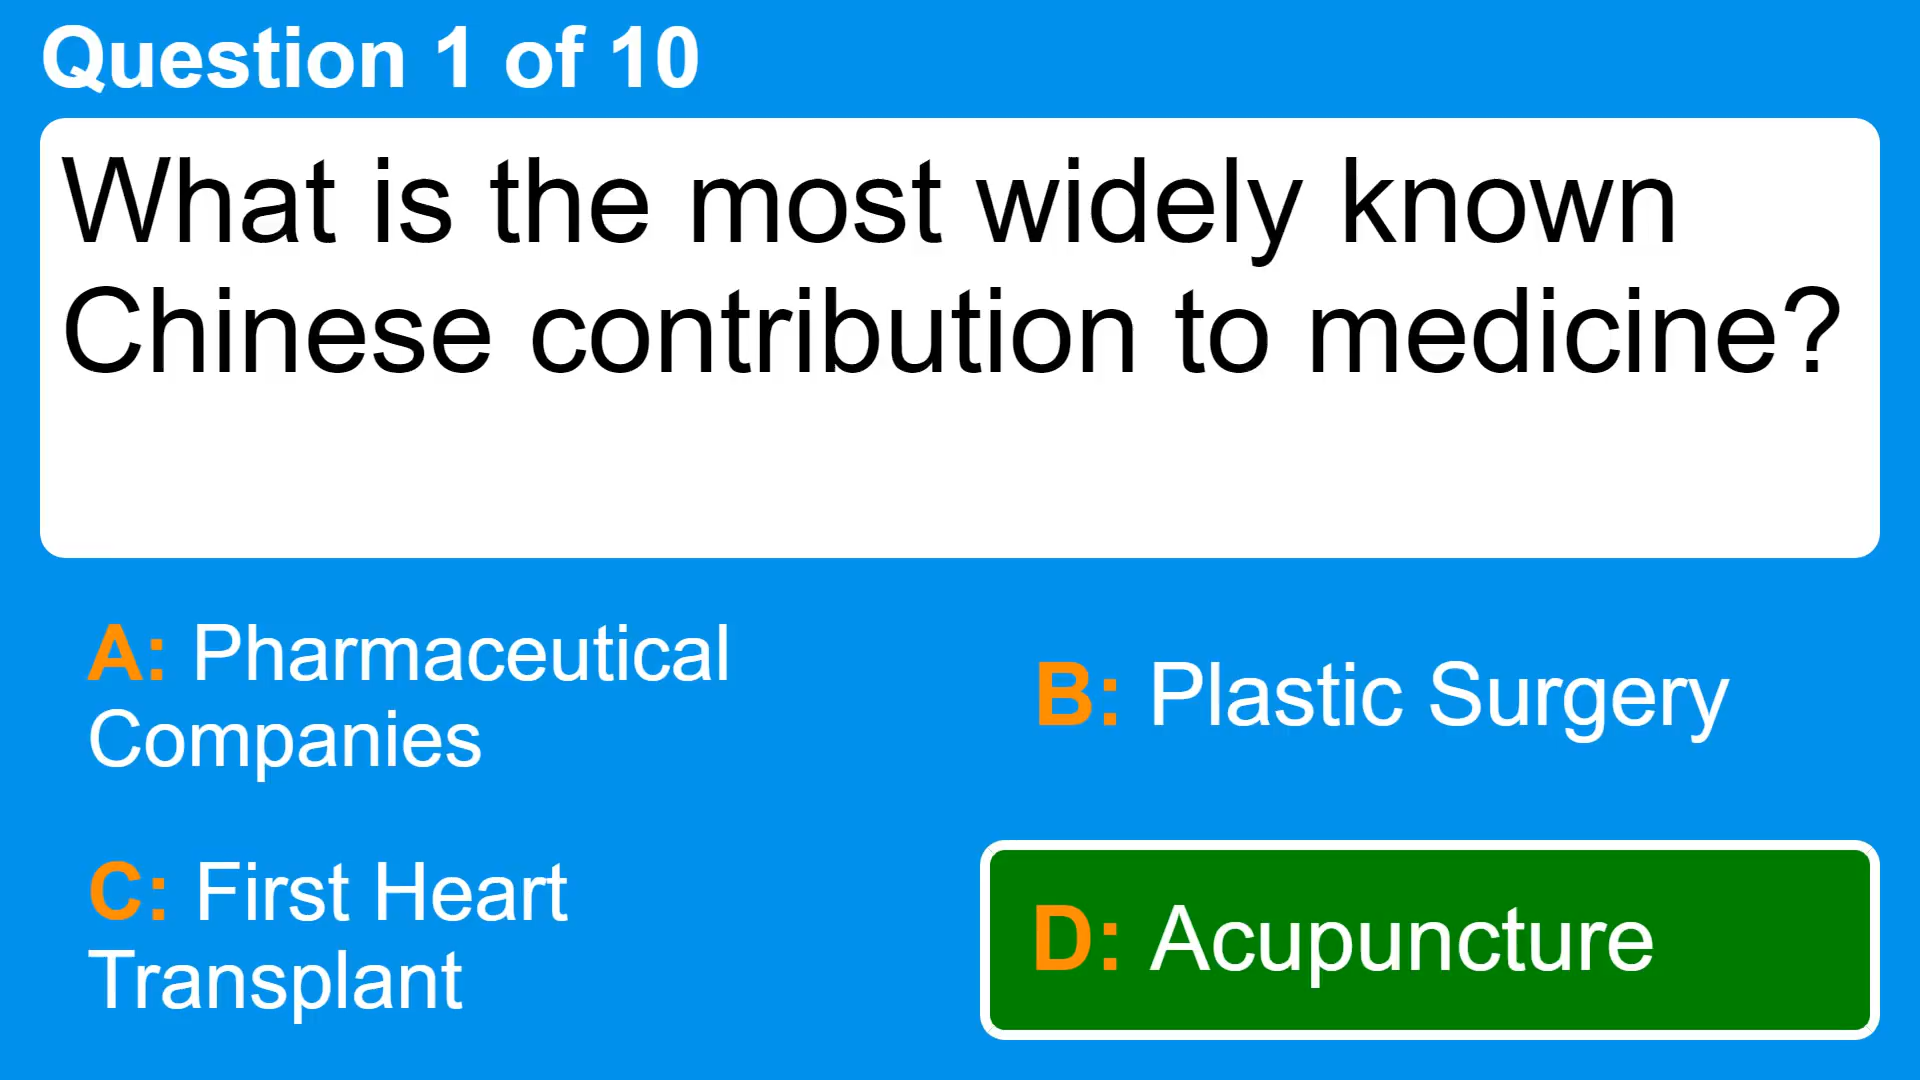 Question 1 of 10
What is the most widely known
Chinese contribution to medicine?
A: Pharmaceutical
Companies
B: Plastic Surgery
C: First Heart
Transplant
D: Acupuncture